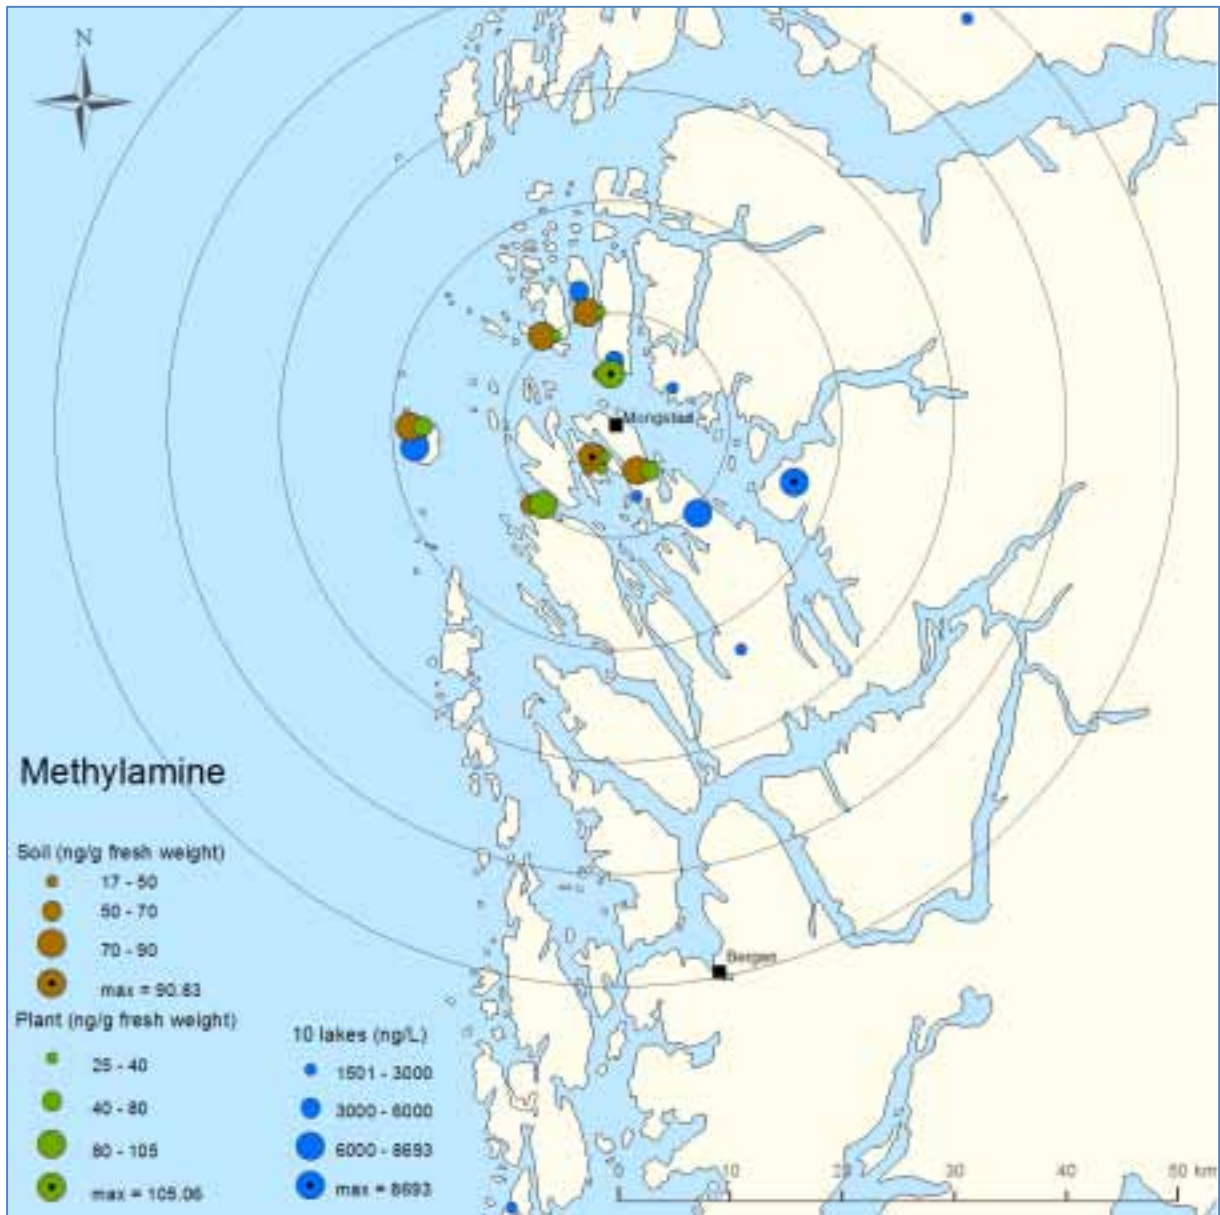 N
Mongstad
Methylamine
Soil (ng/g fresh weight)
17 - 50
50 - 70
70 - 90
max = 90.83
Plant (ng/g fresh weight)
25 - 40
40 - 80
80 - 105
max = 105.06
10 lakes (ng/L)
1501 - 3000
3000 - 6000
6000 - 8693
max = 8693
Bergen
0 10 20 30 40 50 km